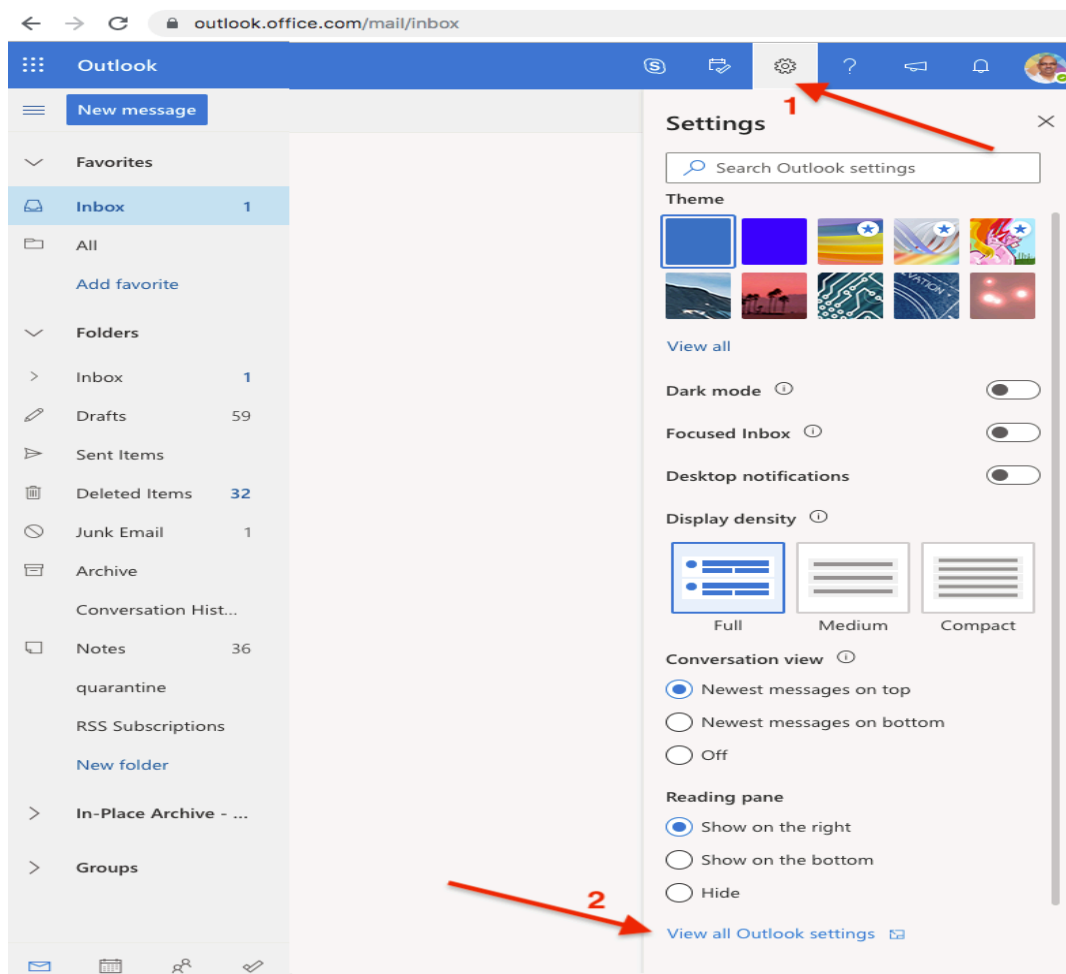 outlook.office.com/mail/inbox
Outlook
New message
Favorites
Inbox 1
All
Add favorite
Folders
Inbox 1
Drafts 59
Sent Items
Deleted Items 32
Junk Email 1
Archive
Conversation Hist...
Notes 36
quarantine
RSS Subscriptions
New folder
In-Place Archive - ...
Groups
S
?
1
Settings
Search Outlook settings
Theme
VATION
View all
Dark mode
Focused Inbox
Desktop notifications
Display density
Full Medium Compact
Conversation view
Newest messages on top
Newest messages on bottom
Off
Reading pane
Show on the right
Show on the bottom
Hide
2
View all Outlook settings